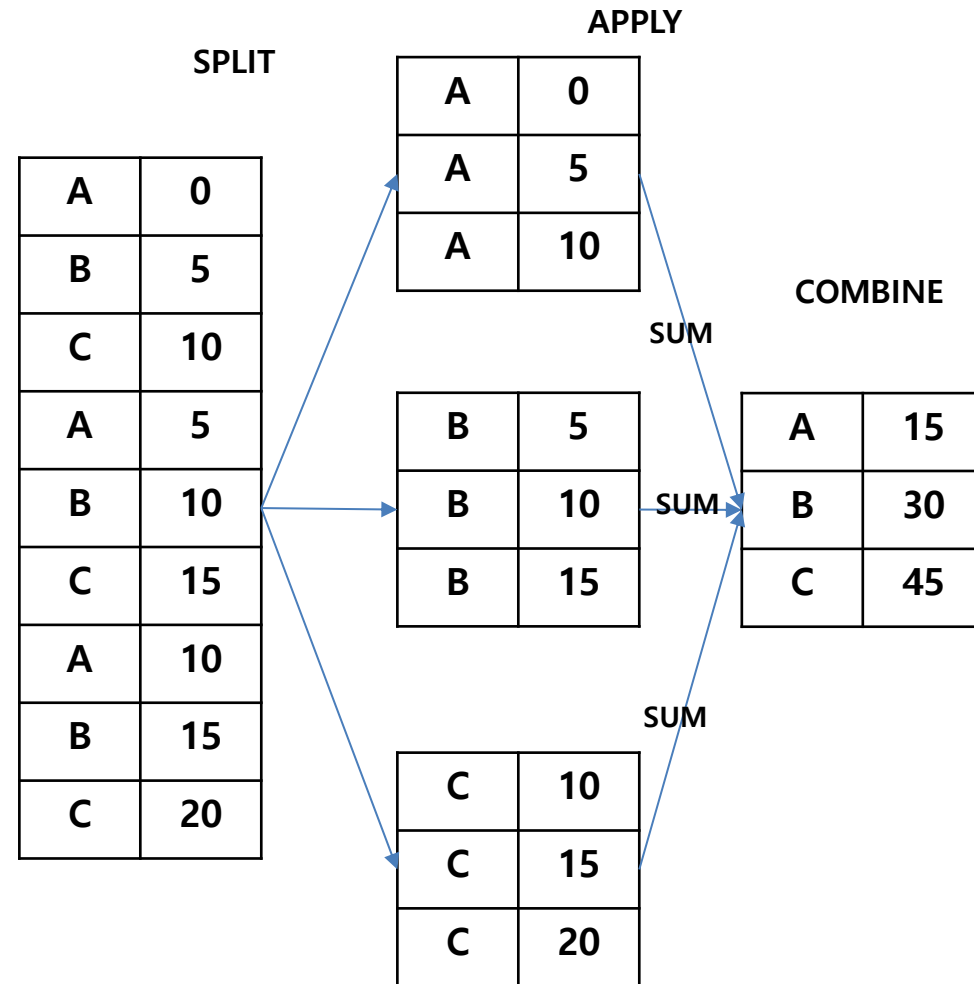 SPLIT
A 0
B 5
C 10
A 5
B 10
C 15
A 10
B 15
C 20
APPLY
A 0
A 5
A 10
SUM
B 5
B 10
B 15
SUM
C 10
C 15
C 20
SUM
COMBINE
A 15
B 30
C 45